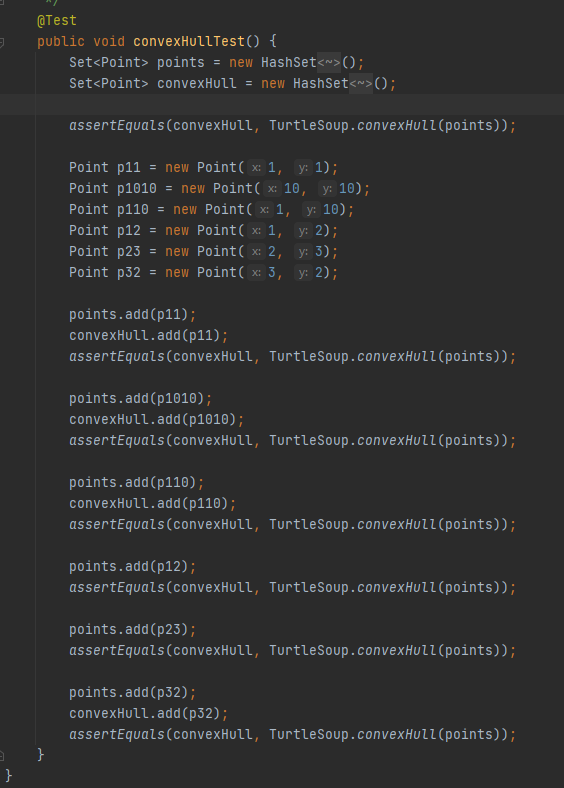 */
@Test
public void convexHullTest() {
Set<Point> points = new HashSet<~>();
Set<Point> convexHull = new HashSet<~>();
assertEquals(convexHull, TurtleSoup.convexHull(points));
Point p11 = new Point( x: 1, y: 1);
Point p1010 = new Point( x: 10, y: 10);
Point p110 = new Point( x: 1, y: 10);
Point p12 = new Point( x: 1, y: 2);
Point p23 = new Point( x: 2, y: 3);
Point p32 = new Point( x: 3, y: 2);
points.add(p11);
convexHull.add(p11);
assertEquals(convexHull, TurtleSoup.convexHull(points));
points.add(p1010);
convexHull.add(p1010);
assertEquals(convexHull, TurtleSoup.convexHull(points));
points.add(p110);
convexHull.add(p110);
assertEquals(convexHull, TurtleSoup.convexHull(points));
points.add(p12);
assertEquals(convexHull, TurtleSoup.convexHull(points));
points.add(p23);
assertEquals(convexHull, TurtleSoup.convexHull(points));
points.add(p32);
convexHull.add(p32);
assertEquals(convexHull, TurtleSoup.convexHull(points));
}
}